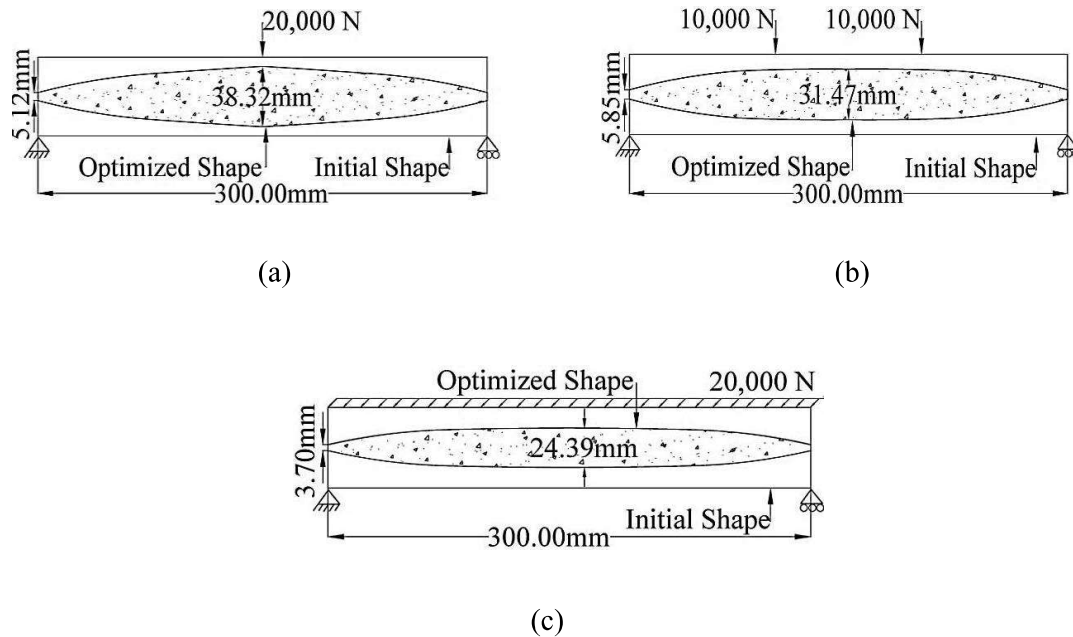 20,000 N
5.12mm
38.32mm
Optimized Shape
Initial Shape
300.00mm
(a)
10,000 N
10,000 N
5.85mm
31.47mm
Optimized Shape
Initial Shape
300.00mm
(b)
Optimized Shape
20,000 N
3.70mm
24.39mm
Initial Shape
300.00mm
(c)